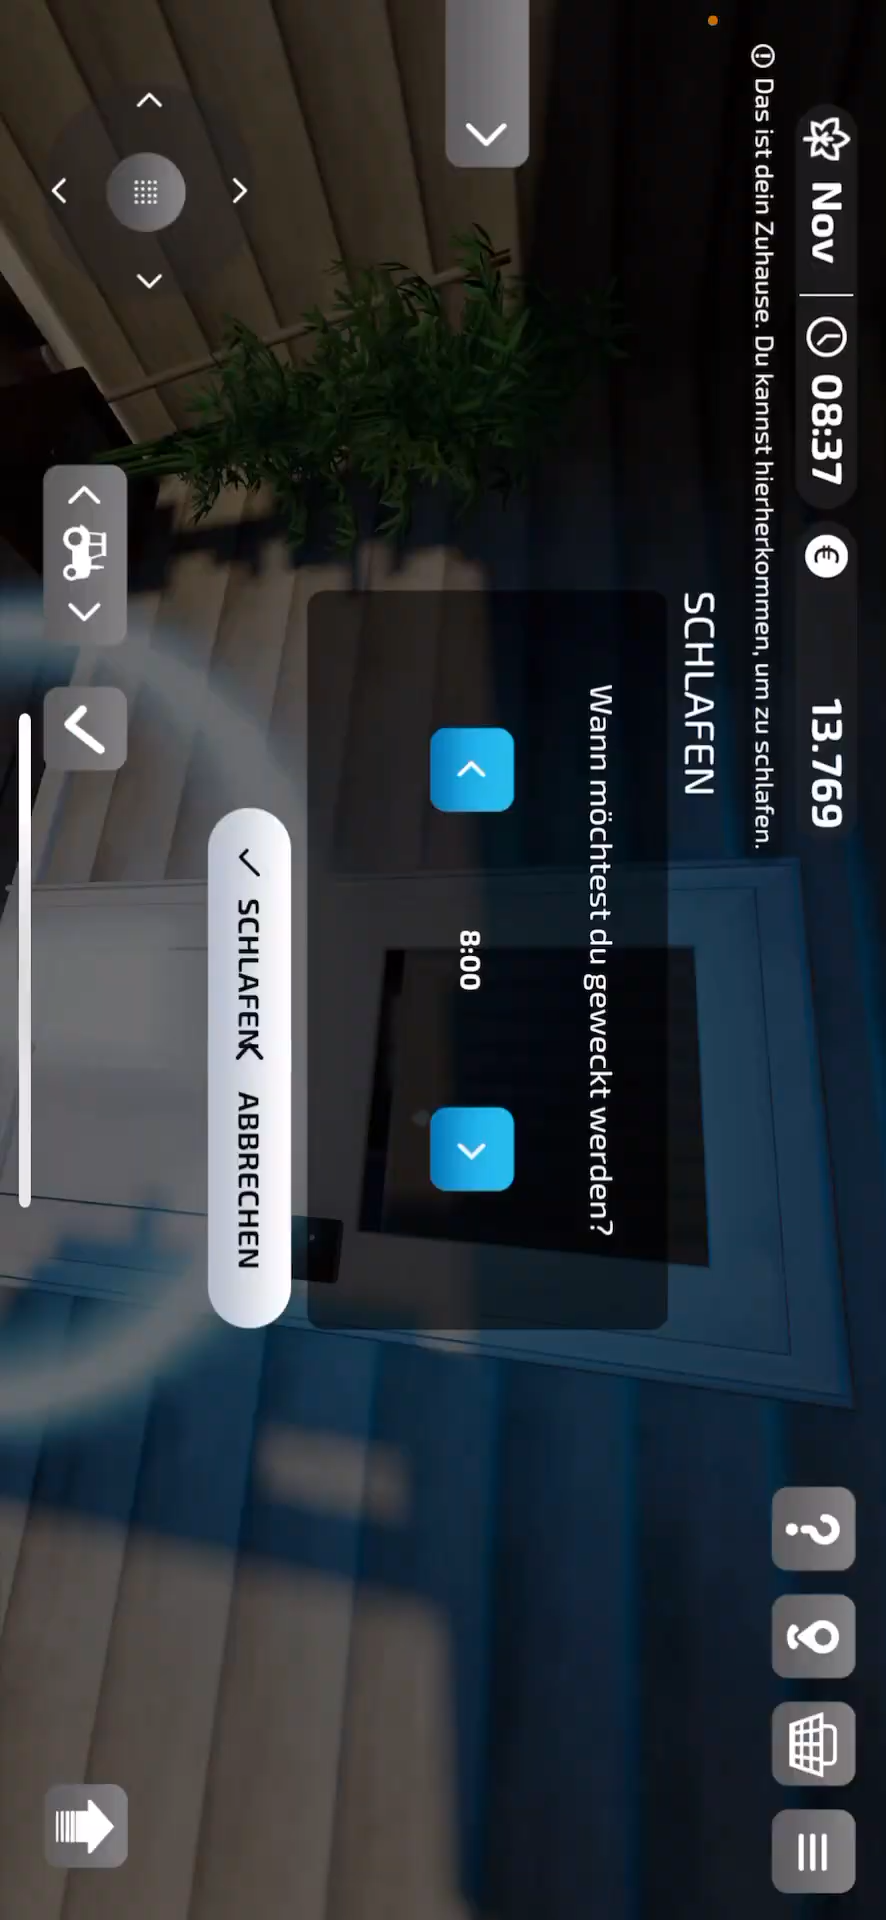 Nov 08:37 € 13.769
Das ist dein Zuhause. Du kannst hierherkommen, um zu schlafen.
SCHLAFEN
Wann möchtest du geweckt werden?
8:00
SCHLAFEN ABBRECHEN